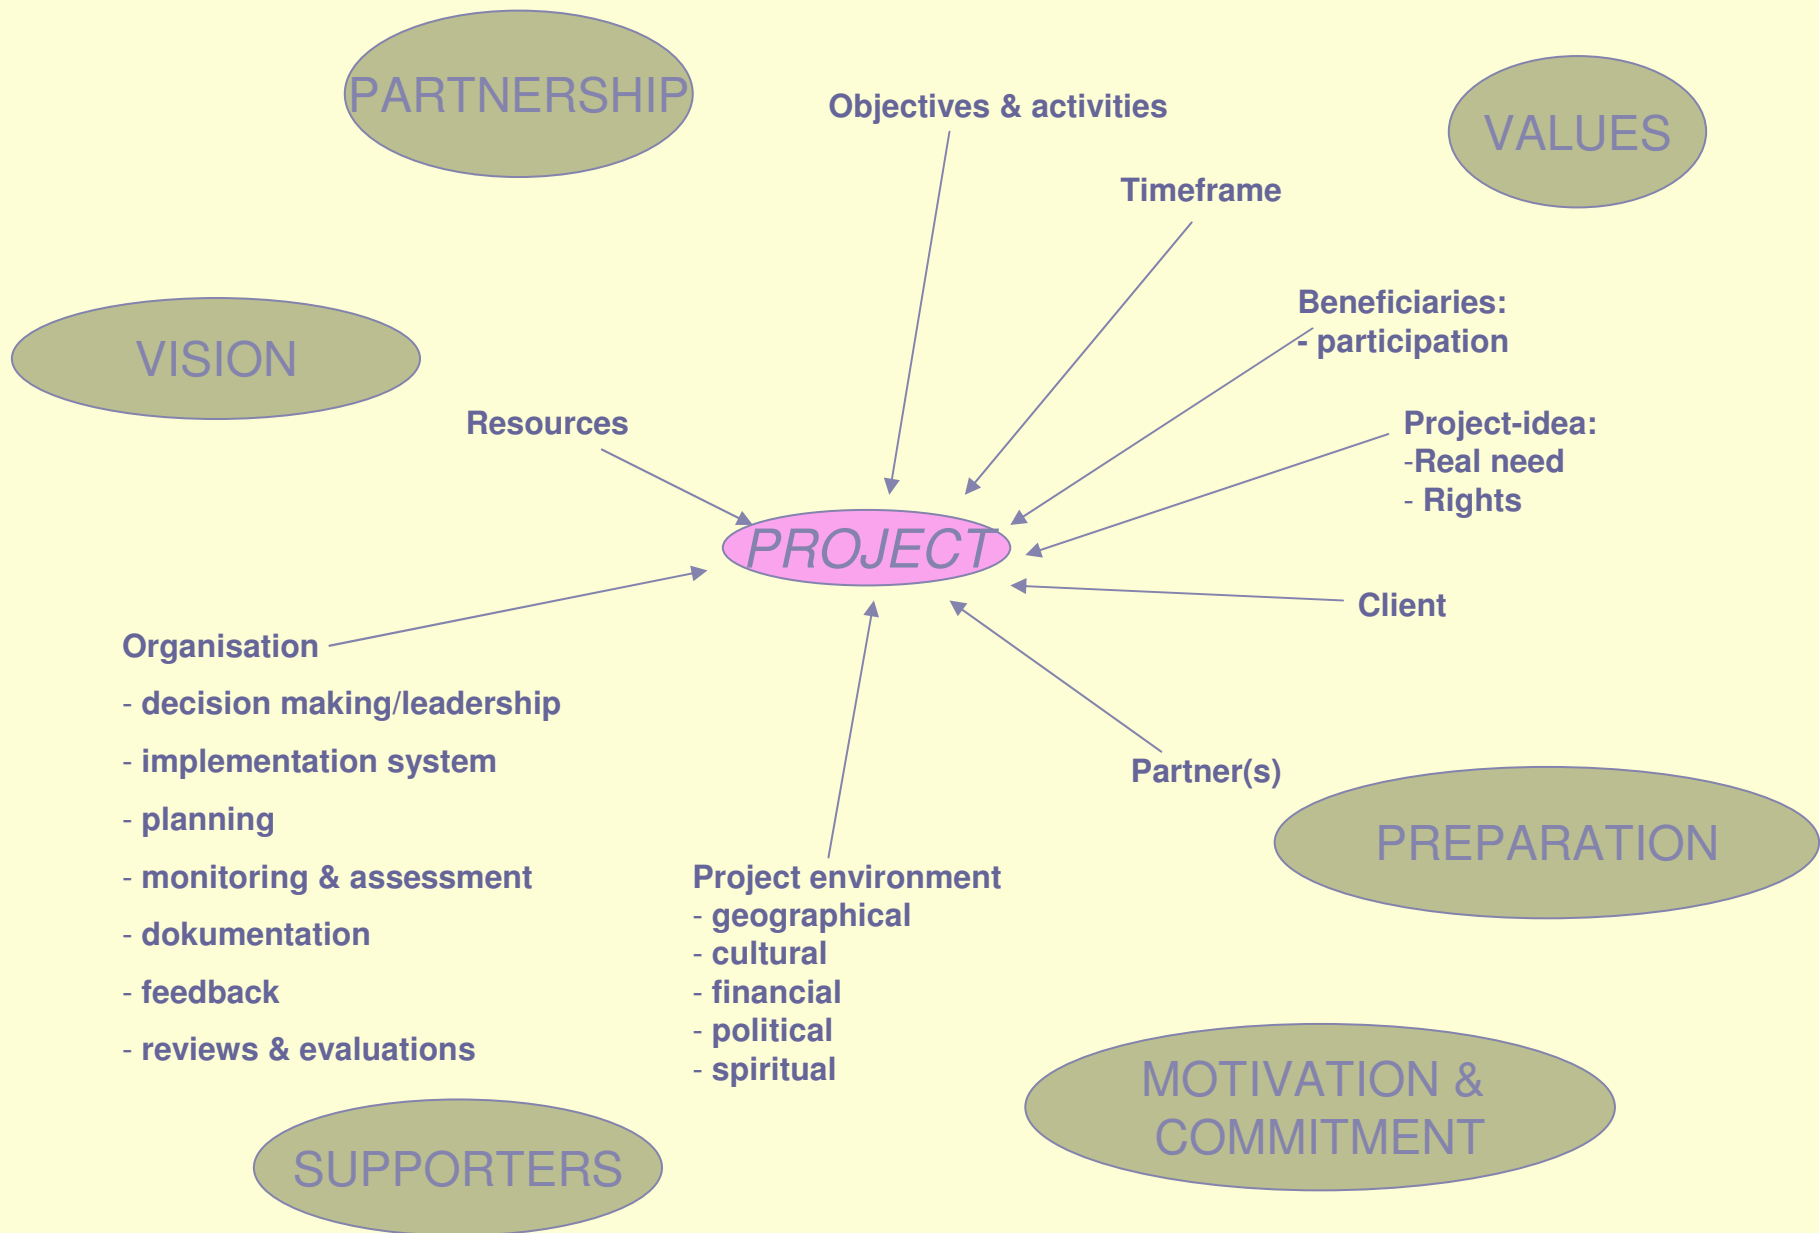 PARTNERSHIP
Objectives & activities
VALUES
Timeframe
Beneficiaries:
- participation
VISION
Resources
Project-idea:
-Real need
- Rights
PROJECT
Client
Organisation
- decision making/leadership
- implementation system
- planning
- monitoring & assessment
- dokumentation
- feedback
- reviews & evaluations
Partner(s)
PREPARATION
Project environment
- geographical
- cultural
- financial
- political
- spiritual
MOTIVATION &
COMMITMENT
SUPPORTERS